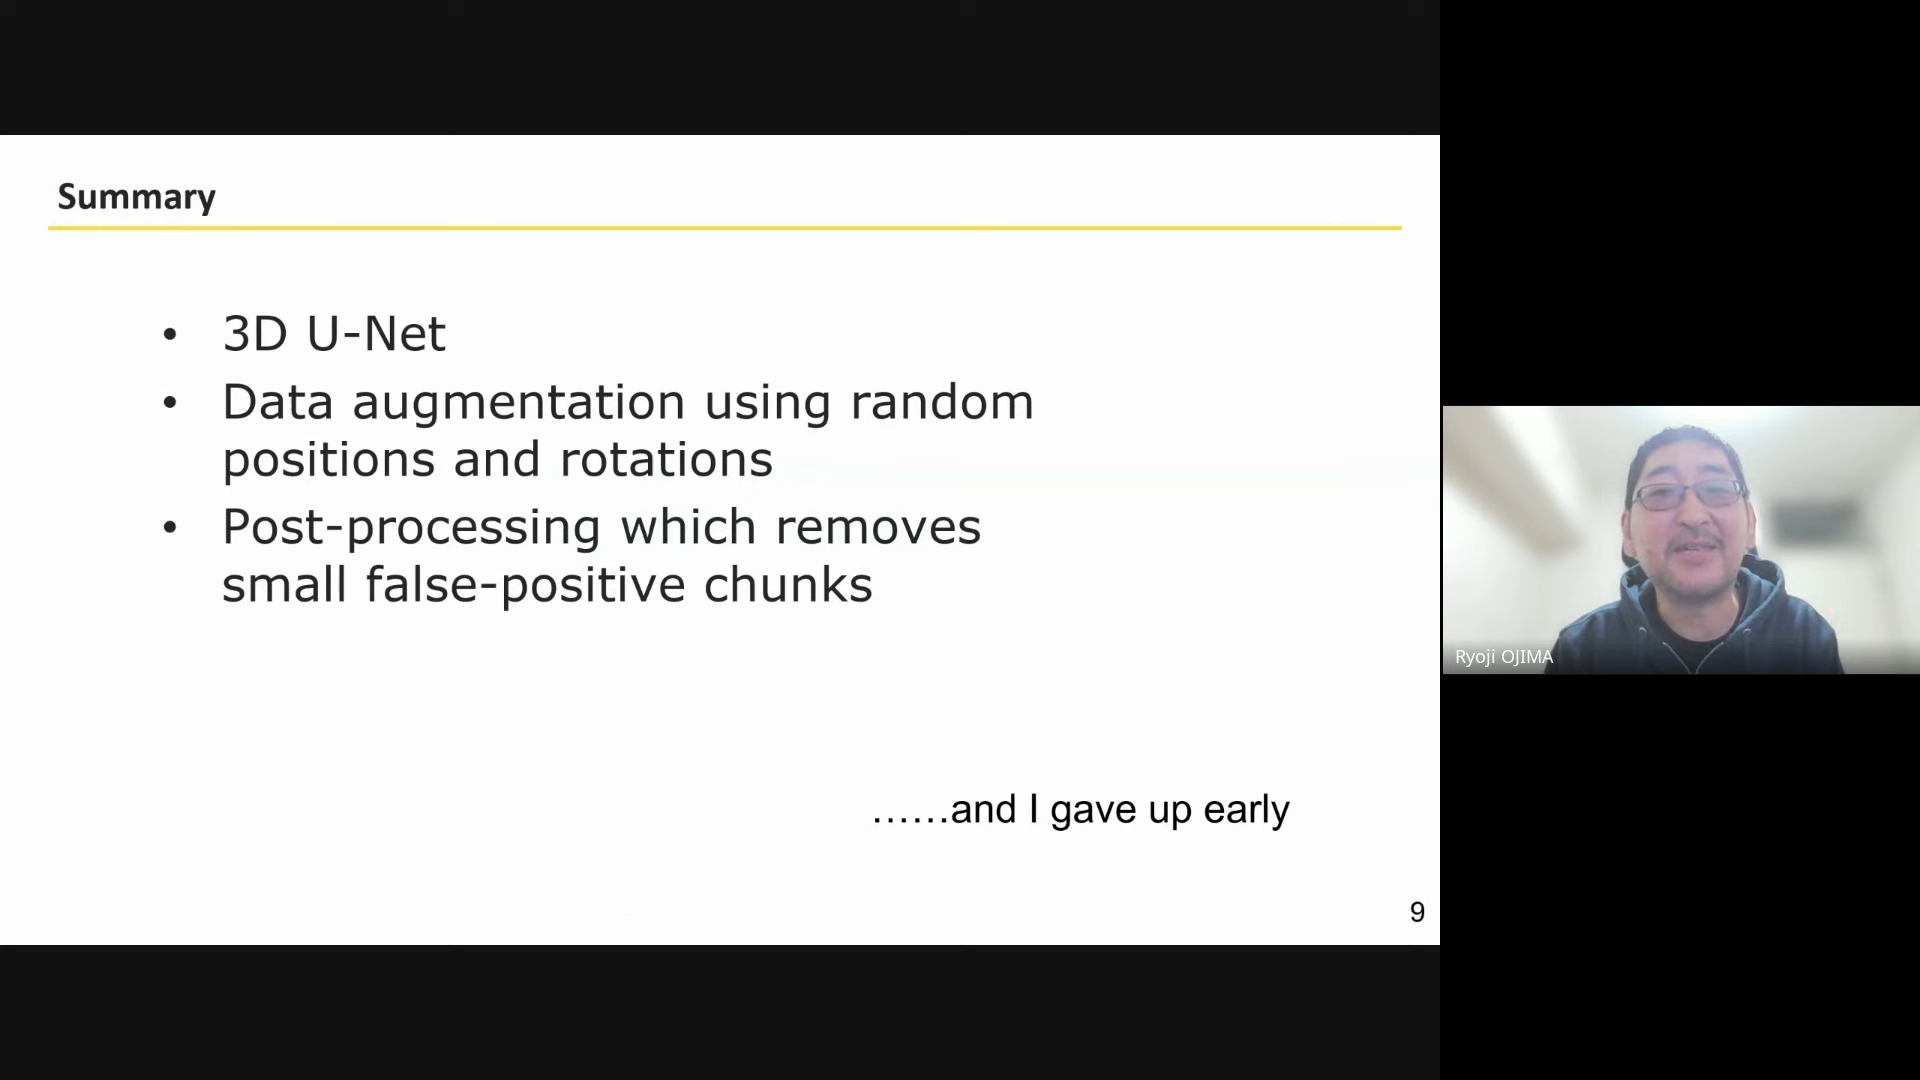 Summary
• 3D U-Net
• Data augmentation using random
positions and rotations
• Post-processing which removes
small false-positive chunks
……and I gave up early
9
Ryoji OJIMA